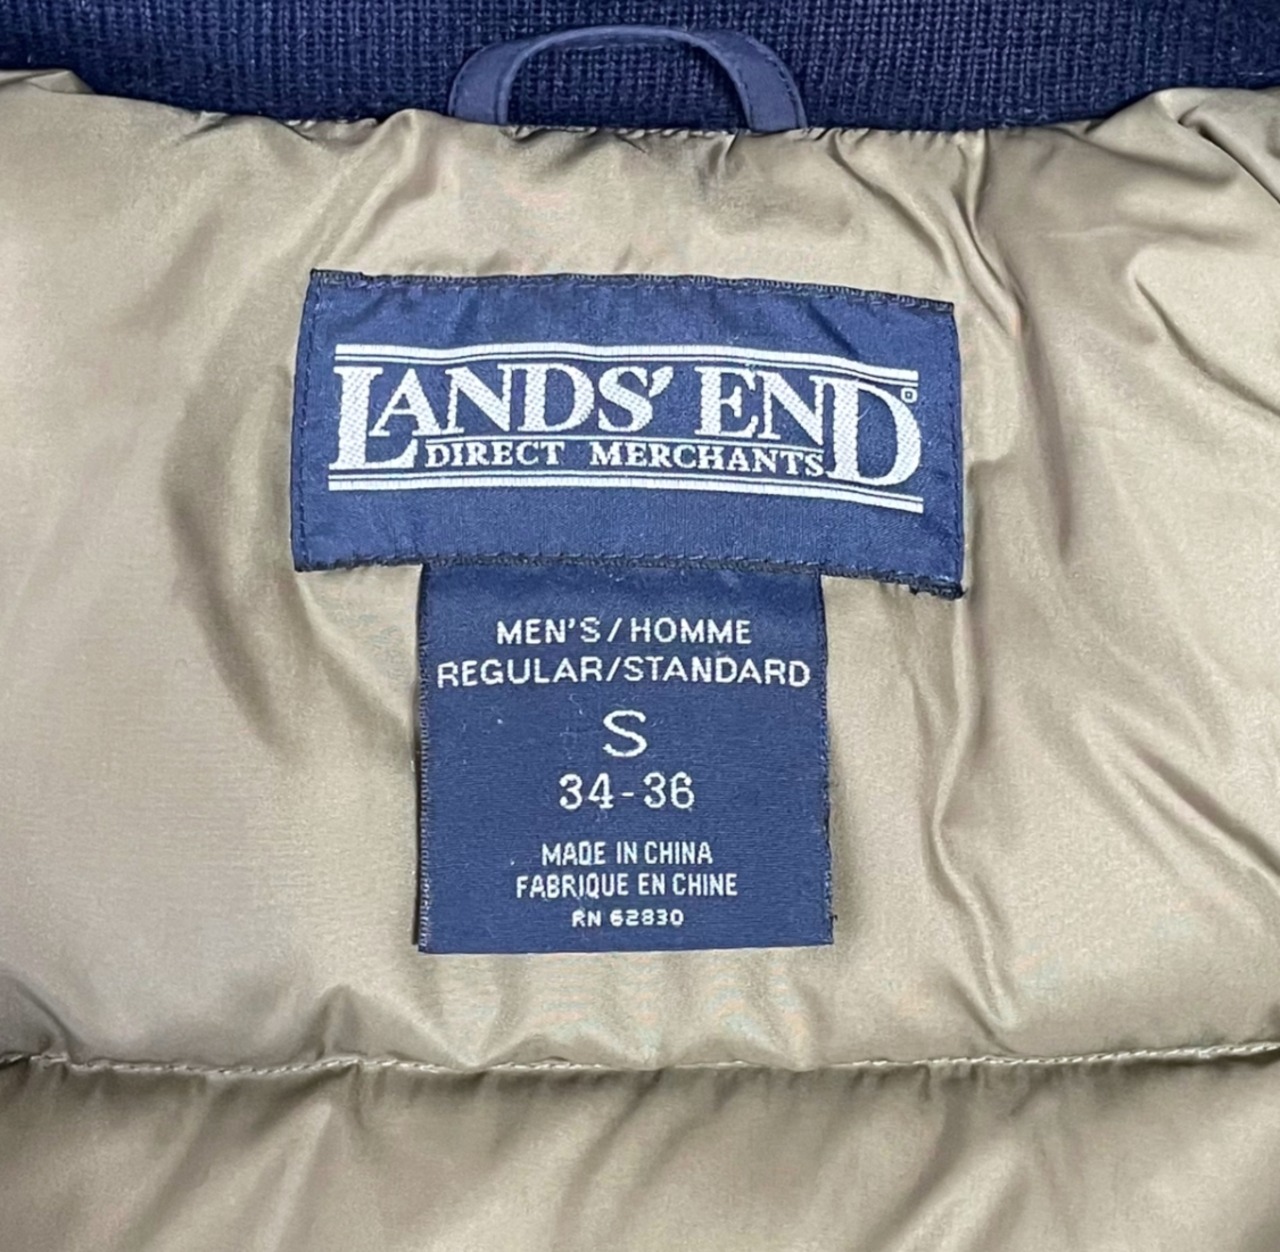 LANDS' END
DIRECT MERCHANTS
MEN'S/HOMME
REGULAR/STANDARD
S
34-36
MADE IN CHINA
FABRIQUE EN CHINE
RN 62830